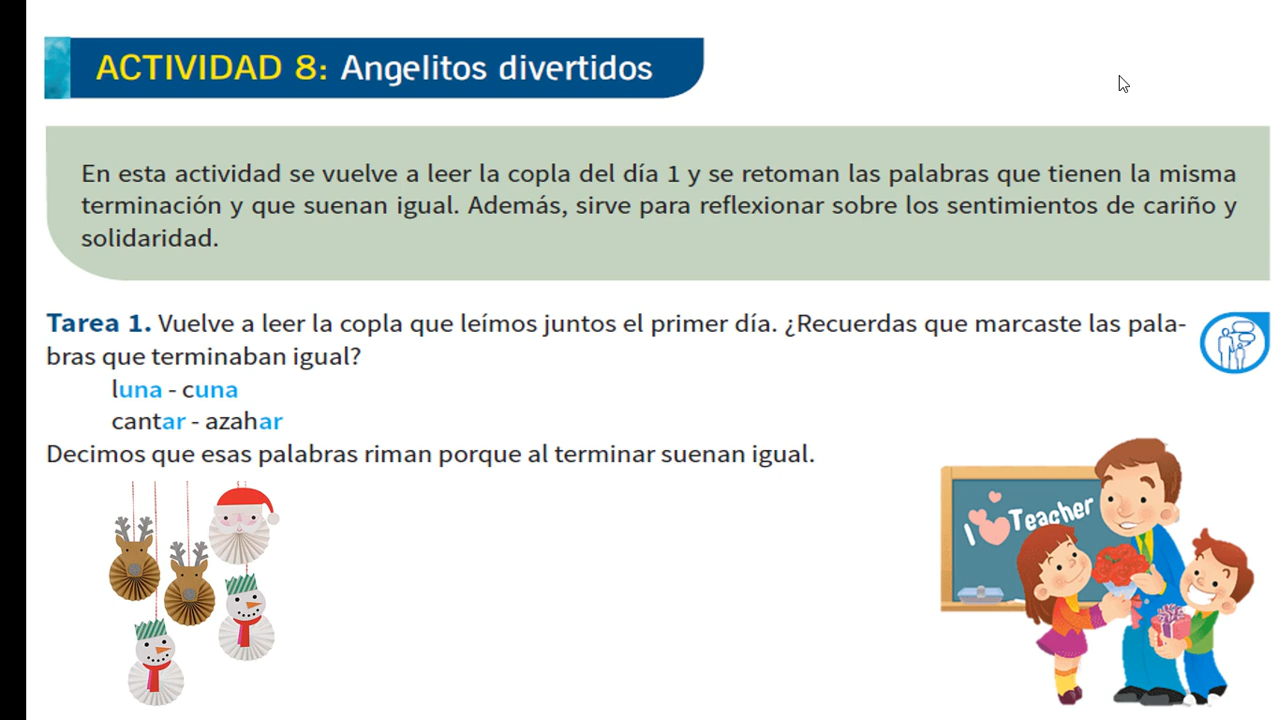 ACTIVIDAD 8: Angelitos divertidos
En esta actividad se vuelve a leer la copla del día 1 y se retoman las palabras que tienen la misma
terminación y que suenan igual. Además, sirve para reflexionar sobre los sentimientos de cariño y
solidaridad.
Tarea 1. Vuelve a leer la copla que leímos juntos el primer día. ¿Recuerdas que marcaste las pala-
bras que terminaban igual?
luna - cuna
cantar - azahar
Decimos que esas palabras riman porque al terminar suenan igual.
I Teacher